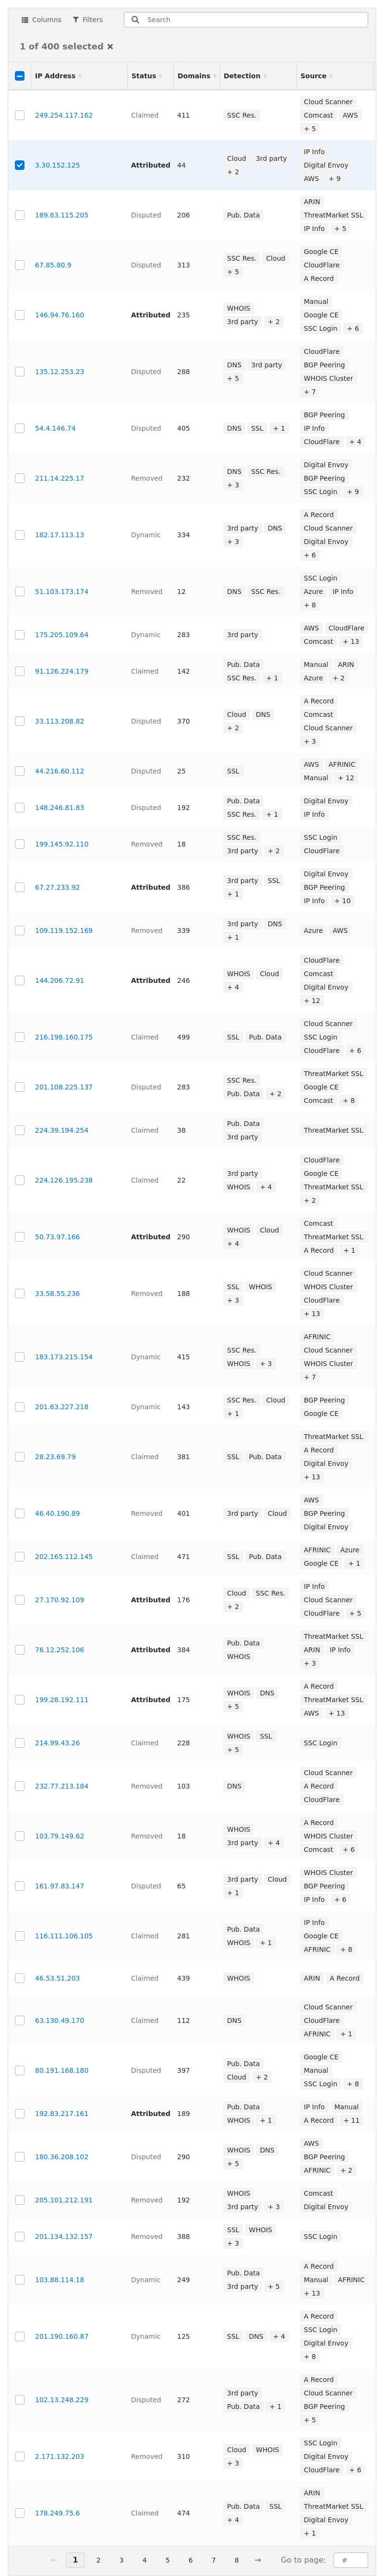 Columns Filters Search
1 of 400 selected ×
IP Address Status Domains Detection Source
249.254.117.162 Claimed 411 SSC Res. Cloud Scanner Comcast AWS + 5
3.30.152.125 Attributed 44 Cloud 3rd party + 2 IP Info Digital Envoy AWS + 9
189.63.115.205 Disputed 206 Pub. Data ARIN ThreatMarket SSL IP Info + 5
67.85.80.9 Disputed 313 SSC Res. Cloud + 5 Google CE CloudFlare A Record
146.94.76.160 Attributed 235 WHOIS 3rd party + 2 Manual Google CE SSC Login + 6
135.12.253.23 Disputed 288 DNS 3rd party + 5 CloudFlare BGP Peering WHOIS Cluster + 7
54.4.146.74 Disputed 405 DNS SSL + 1 BGP Peering IP Info CloudFlare + 4
211.14.225.17 Removed 232 DNS SSC Res. + 3 Digital Envoy BGP Peering SSC Login + 9
182.17.113.13 Dynamic 334 3rd party DNS + 3 A Record Cloud Scanner Digital Envoy + 6
51.103.173.174 Removed 12 DNS SSC Res. SSC Login Azure IP Info + 8
175.205.109.64 Dynamic 283 3rd party AWS CloudFlare Comcast + 13
91.126.224.179 Claimed 142 Pub. Data SSC Res. + 1 Manual ARIN Azure + 2
33.113.208.82 Disputed 370 Cloud DNS + 2 A Record Comcast Cloud Scanner + 3
44.216.60.112 Disputed 25 SSL AWS AFRINIC Manual + 12
148.246.81.83 Disputed 192 Pub. Data SSC Res. + 1 Digital Envoy IP Info
199.145.92.110 Removed 18 SSC Res. 3rd party + 2 SSC Login CloudFlare
67.27.233.92 Attributed 386 3rd party SSL + 1 Digital Envoy BGP Peering IP Info + 10
109.119.152.169 Removed 339 3rd party DNS + 1 Azure AWS
144.206.72.91 Attributed 246 WHOIS Cloud + 4 CloudFlare Comcast Digital Envoy + 12
216.198.160.175 Claimed 499 SSL Pub. Data Cloud Scanner SSC Login CloudFlare + 6
201.108.225.137 Disputed 283 SSC Res. Pub. Data + 2 ThreatMarket SSL Google CE Comcast + 8
224.39.194.254 Claimed 38 Pub. Data 3rd party ThreatMarket SSL
224.126.195.238 Claimed 22 3rd party WHOIS + 4 CloudFlare Google CE ThreatMarket SSL + 2
50.73.97.166 Attributed 290 WHOIS Cloud + 4 Comcast ThreatMarket SSL A Record + 1
33.58.55.236 Removed 188 SSL WHOIS + 3 Cloud Scanner WHOIS Cluster CloudFlare + 13
183.173.215.154 Dynamic 415 SSC Res. WHOIS + 3 AFRINIC Cloud Scanner WHOIS Cluster + 7
201.63.227.218 Dynamic 143 SSC Res. Cloud + 1 BGP Peering Google CE
28.23.69.79 Claimed 381 SSL Pub. Data ThreatMarket SSL A Record Digital Envoy + 13
46.40.190.89 Removed 401 3rd party Cloud AWS BGP Peering Digital Envoy
202.165.112.145 Claimed 471 SSL Pub. Data AFRINIC Azure Google CE + 1
27.170.92.109 Attributed 176 Cloud SSC Res. + 2 IP Info Cloud Scanner CloudFlare + 5
76.12.252.106 Attributed 384 Pub. Data WHOIS ThreatMarket SSL ARIN IP Info + 3
199.28.192.111 Attributed 175 WHOIS DNS + 5 A Record ThreatMarket SSL AWS + 13
214.99.43.26 Claimed 228 WHOIS SSL + 5 SSC Login
232.77.213.184 Removed 103 DNS Cloud Scanner A Record CloudFlare
103.79.149.62 Removed 18 WHOIS 3rd party + 4 A Record WHOIS Cluster Comcast + 6
161.97.83.147 Disputed 65 3rd party Cloud + 1 WHOIS Cluster BGP Peering IP Info + 6
116.111.106.105 Claimed 281 Pub. Data WHOIS + 1 IP Info Google CE AFRINIC + 8
46.53.51.203 Claimed 439 WHOIS ARIN A Record
63.130.49.170 Claimed 112 DNS Cloud Scanner CloudFlare AFRINIC + 1
80.191.168.180 Disputed 397 Pub. Data Cloud + 2 Google CE Manual SSC Login + 8
192.83.217.161 Attributed 189 Pub. Data WHOIS + 1 IP Info Manual A Record + 11
180.36.208.102 Disputed 290 WHOIS DNS + 5 AWS BGP Peering AFRINIC + 2
205.101.212.191 Removed 192 WHOIS 3rd party + 3 Comcast Digital Envoy
201.134.132.157 Removed 388 SSL WHOIS + 3 SSC Login
103.88.114.18 Dynamic 249 Pub. Data 3rd party + 5 A Record Manual AFRINIC + 13
201.190.160.87 Dynamic 125 SSL DNS + 4 A Record SSC Login Digital Envoy + 8
102.13.248.229 Disputed 272 3rd party Pub. Data + 1 A Record Cloud Scanner BGP Peering + 5
2.171.132.203 Removed 310 Cloud WHOIS + 3 SSC Login Digital Envoy CloudFlare + 6
178.249.75.6 Claimed 474 Pub. Data SSL + 4 ARIN ThreatMarket SSL Digital Envoy + 1
← 1 2 3 4 5 6 7 8 → Go to page: #